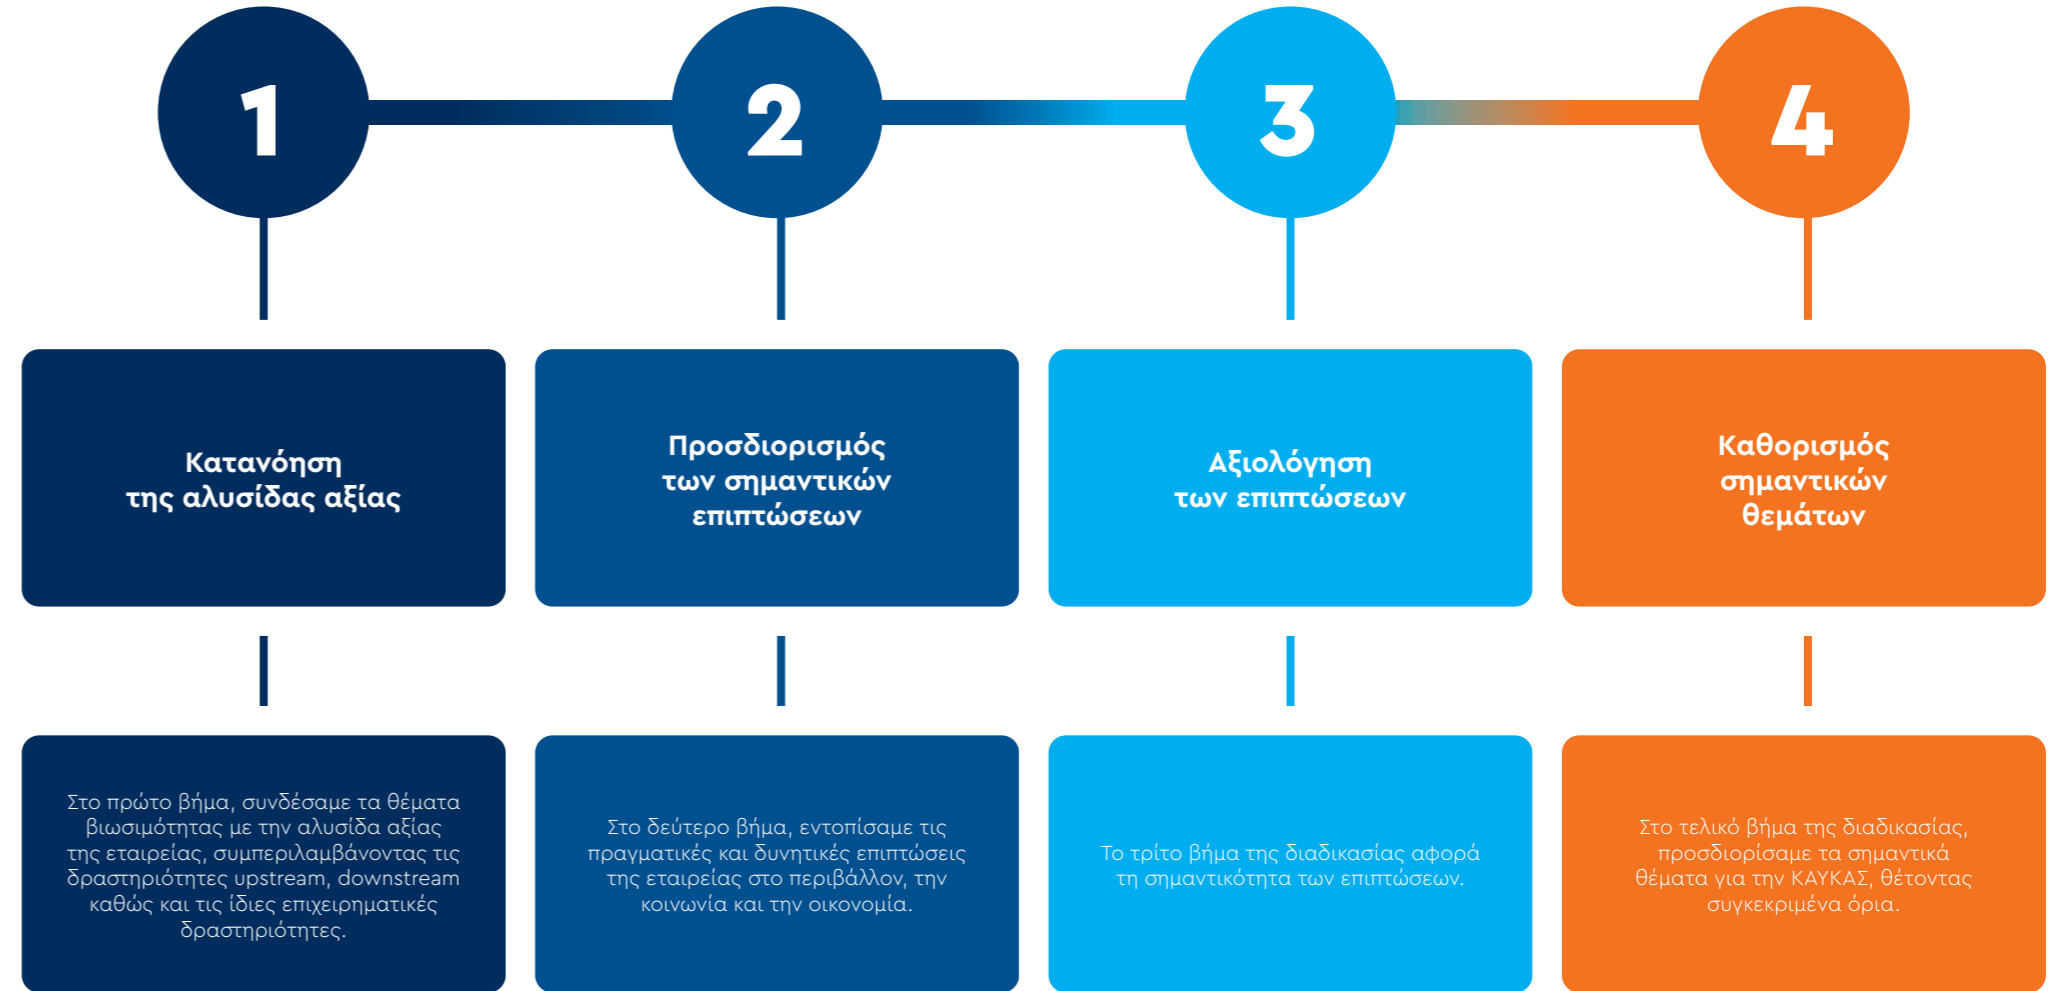 1
2
3
4
Κατανόηση
της αλυσίδας αξίας
Προσδιορισμός
των σημαντικών
επιπτώσεων
Αξιολόγηση
των επιπτώσεων
Καθορισμός
σημαντικών
θεμάτων
Στο πρώτο βήμα, συνδέσαμε τα θέματα
βιωσιμότητας με την αλυσίδα αξίας
της εταιρείας, συμπεριλαμβάνοντας τις
δραστηριότητες upstream, downstream
καθώς και τις ίδιες επιχειρηματικές
δραστηριότητες.
Στο δεύτερο βήμα, εντοπίσαμε τις
πραγματικές και δυνητικές επιπτώσεις
της εταιρείας στο περιβάλλον, την
κοινωνία και την οικονομία.
Το τρίτο βήμα της διαδικασίας αφορά
τη σημαντικότητα των επιπτώσεων.
Στο τελικό βήμα της διαδικασίας,
προσδιορίσαμε τα σημαντικά
θέματα για την ΚΑΥΚΑΣ, θέτοντας
συγκεκριμένα όρια.